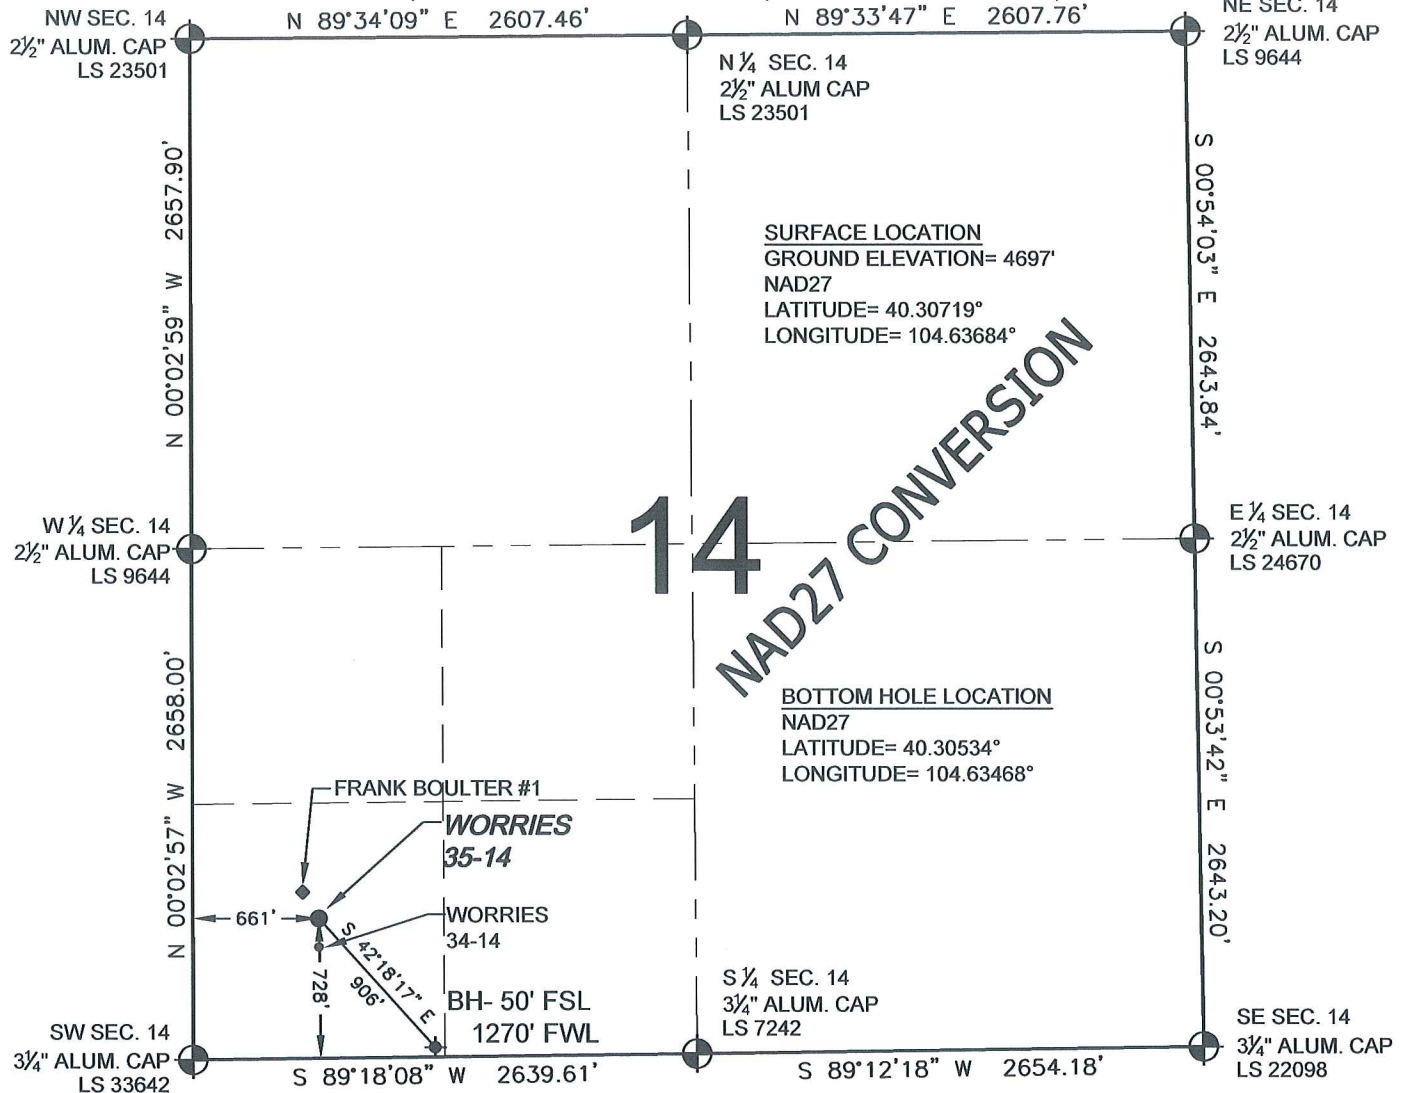 NW SEC. 14
2½" ALUM. CAP
LS 23501
N 89°34'09" E 2607.46'
N 89°33'47" E 2607.76'
NE SEC. 14
2½" ALUM. CAP
LS 9644
N ¼ SEC. 14
2½" ALUM CAP
LS 23501
N 00°02'59" W 2657.90'
S 00°54'03" E 2643.84'
SURFACE LOCATION
GROUND ELEVATION= 4697'
NAD27
LATITUDE= 40.30719°
LONGITUDE= 104.63684°
NAD27 CONVERSION
14
W ¼ SEC. 14
2½" ALUM. CAP
LS 9644
E ¼ SEC. 14
2½" ALUM. CAP
LS 24670
N 00°02'57" W 2658.00'
S 00°53'42" E 2643.20'
BOTTOM HOLE LOCATION
NAD27
LATITUDE= 40.30534°
LONGITUDE= 104.63468°
FRANK BOULTER #1
WORRIES
35-14
661'
WORRIES
34-14
S 42°18'17" E
906'
728'
BH- 50' FSL
1270' FWL
S ¼ SEC. 14
3¼" ALUM. CAP
LS 7242
SW SEC. 14
3¼" ALUM. CAP
LS 33642
S 89°18'08" W 2639.61'
S 89°12'18" W 2654.18'
SE SEC. 14
3¼" ALUM. CAP
LS 22098